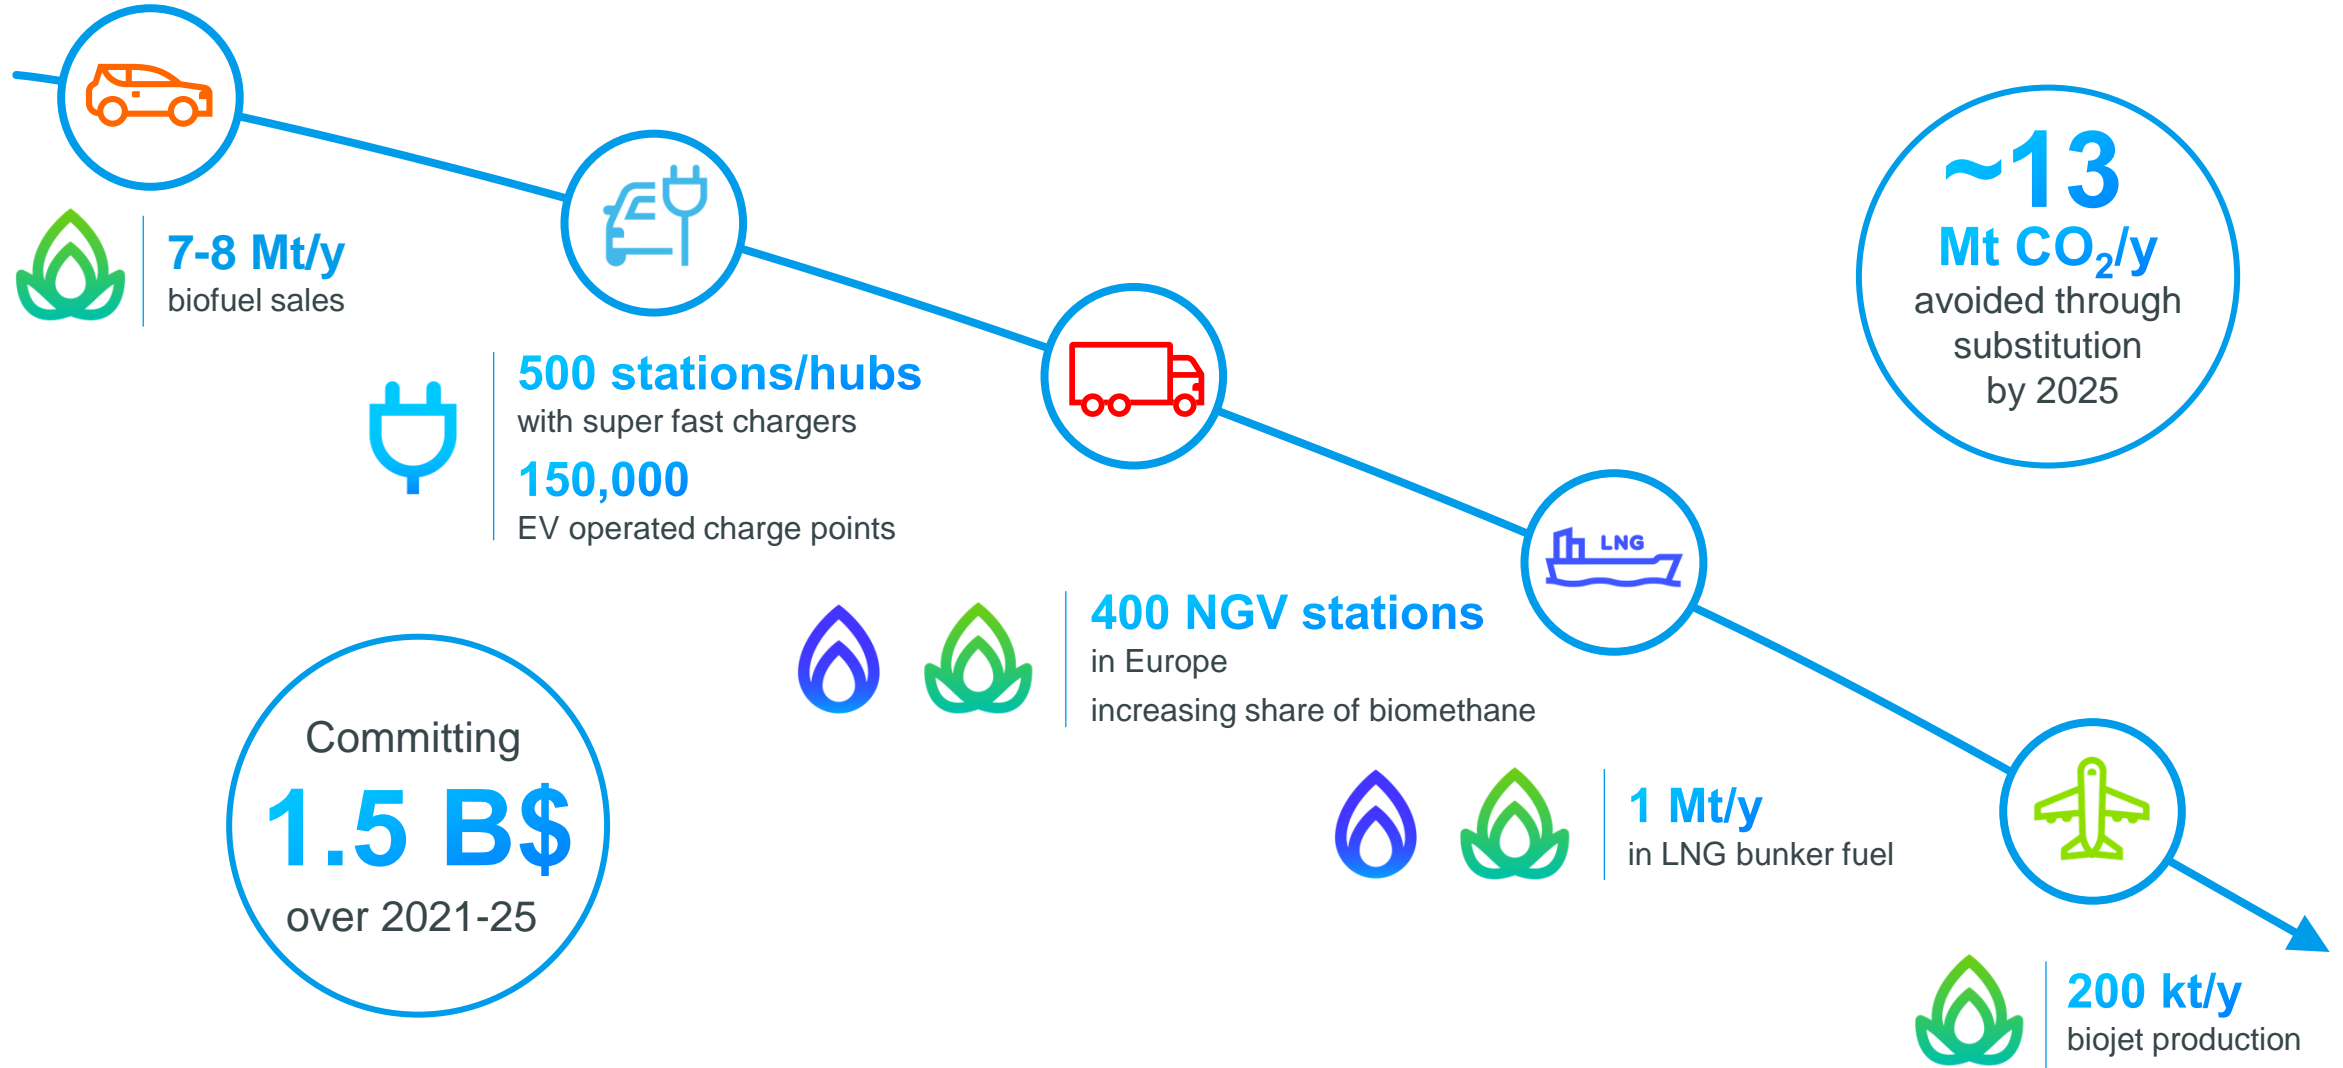 7-8 Mt/y
biofuel sales
500 stations/hubs
with super fast chargers
150,000
EV operated charge points
~13
Mt CO₂/y
avoided through
substitution
by 2025
LNG
400 NGV stations
in Europe
increasing share of biomethane
Committing
1.5 B$
over 2021-25
1 Mt/y
in LNG bunker fuel
200 kt/y
biojet production